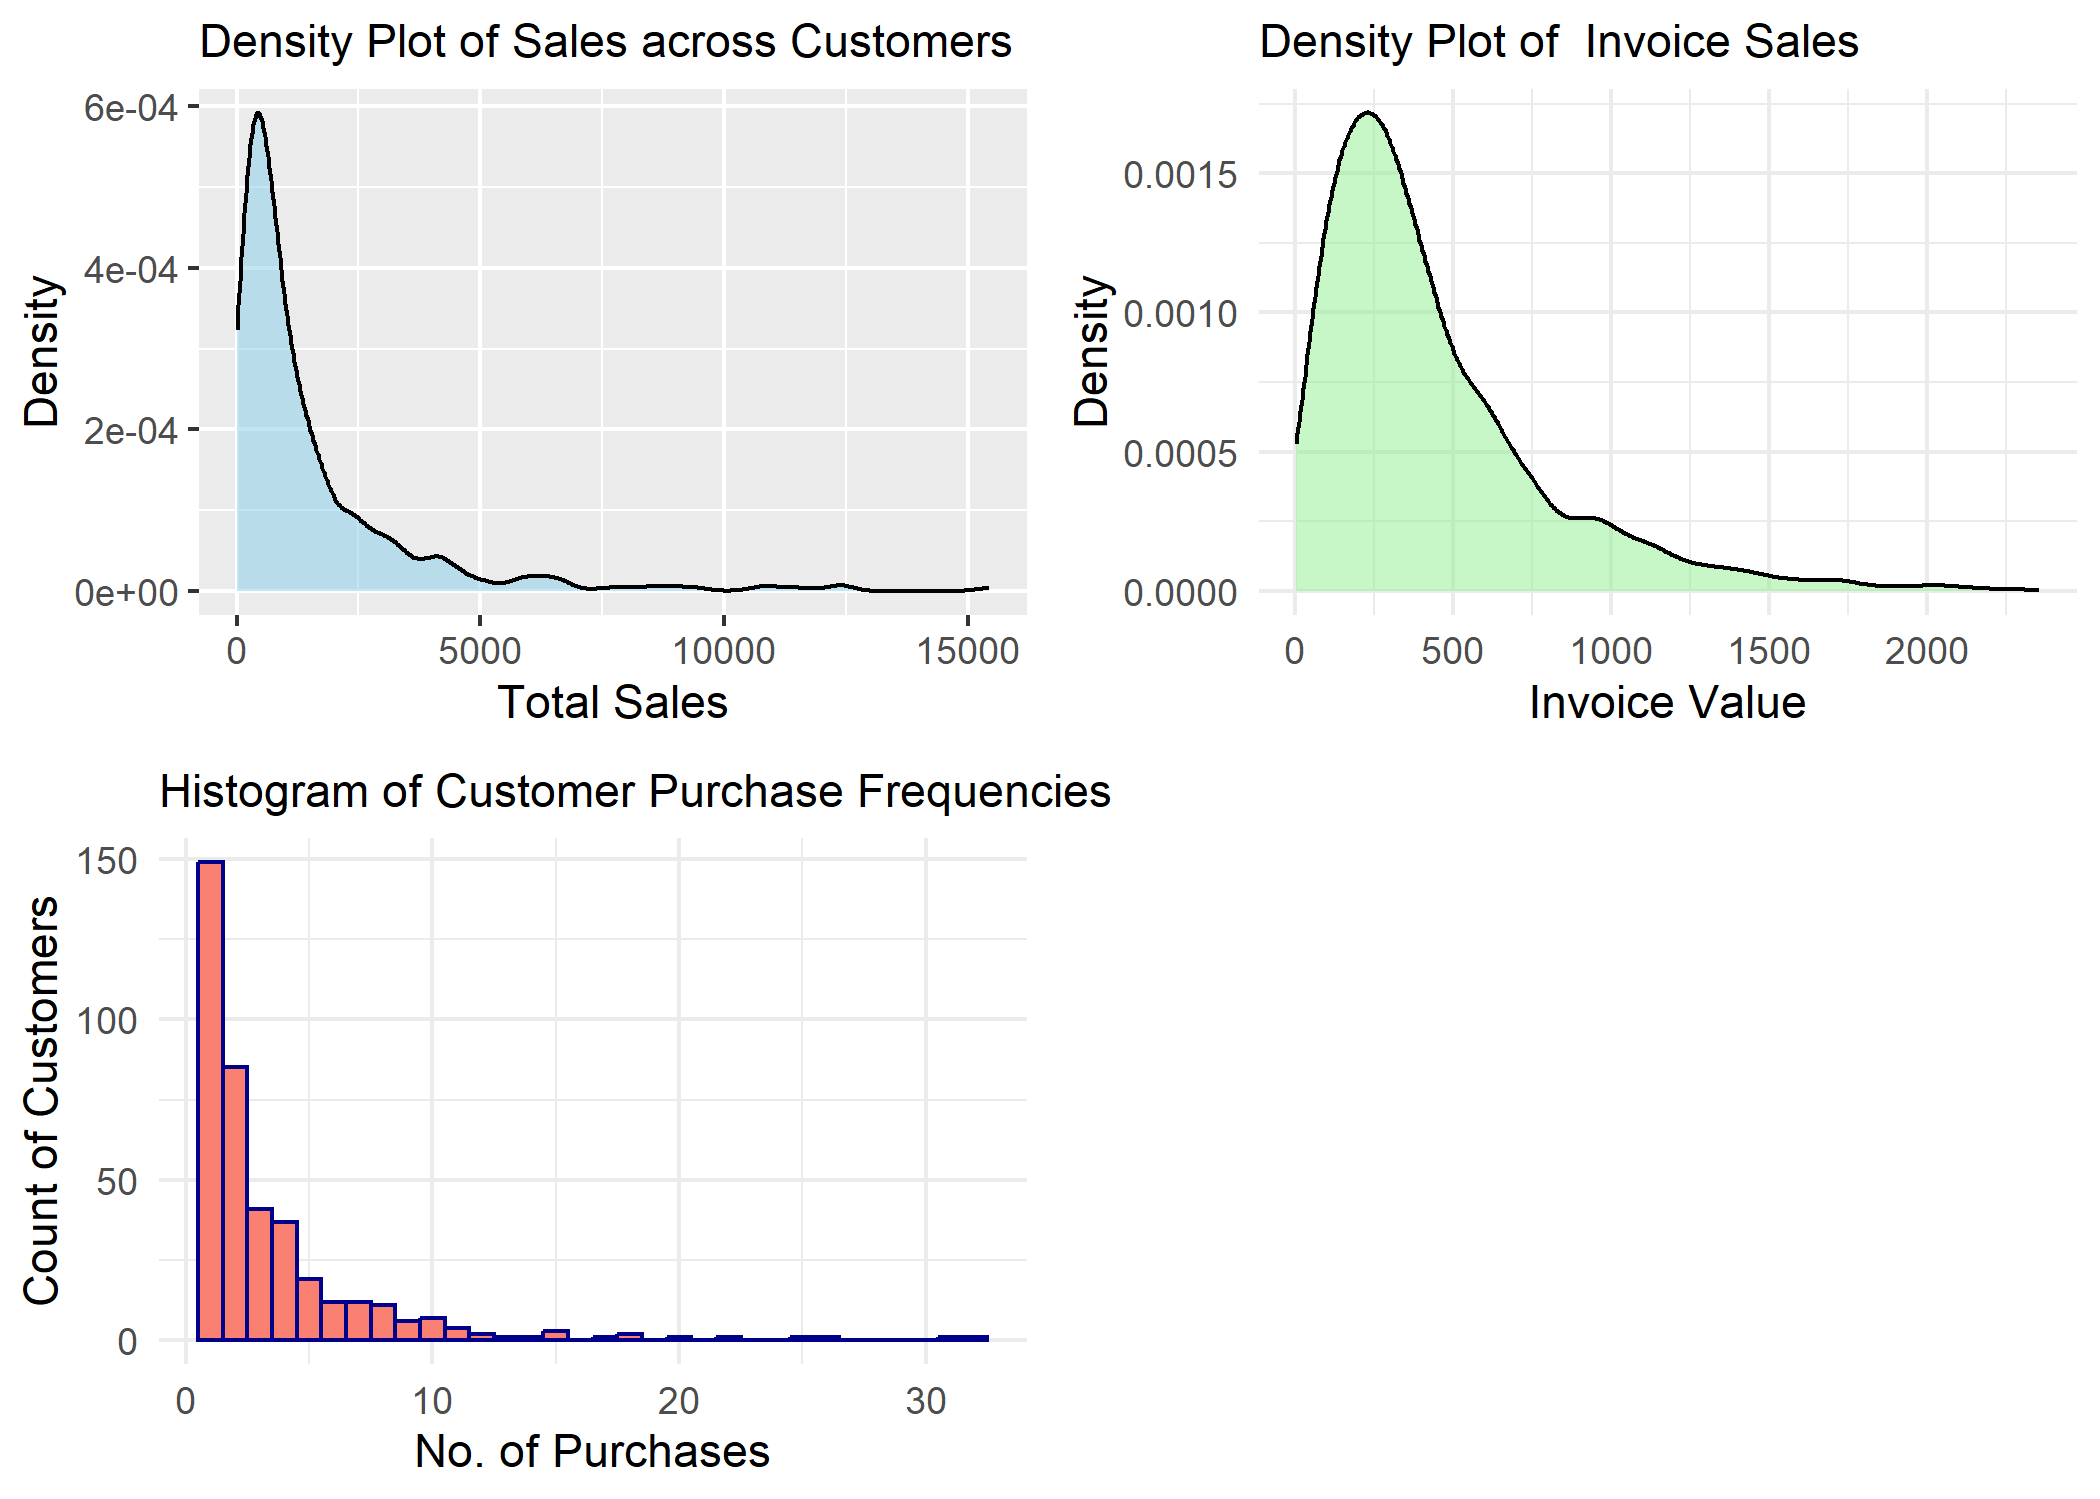 Density Plot of Sales across Customers
6e-04
4e-04
2e-04
0e+00
Density
0 5000 10000 15000
Total Sales
Density Plot of  Invoice Sales
0.0015
0.0010
0.0005
0.0000
Density
0 500 1000 1500 2000
Invoice Value
Histogram of Customer Purchase Frequencies
150
100
50
0
Count of Customers
0 10 20 30
No. of Purchases